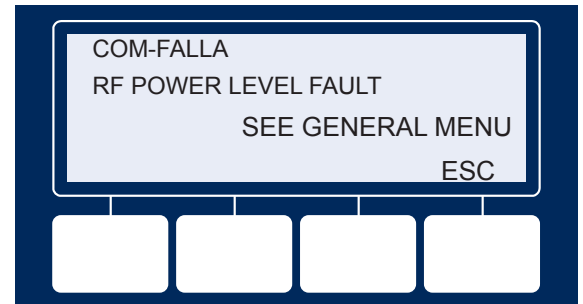 COM-FALLA
RF POWER LEVEL FAULT
SEE GENERAL MENU
ESC